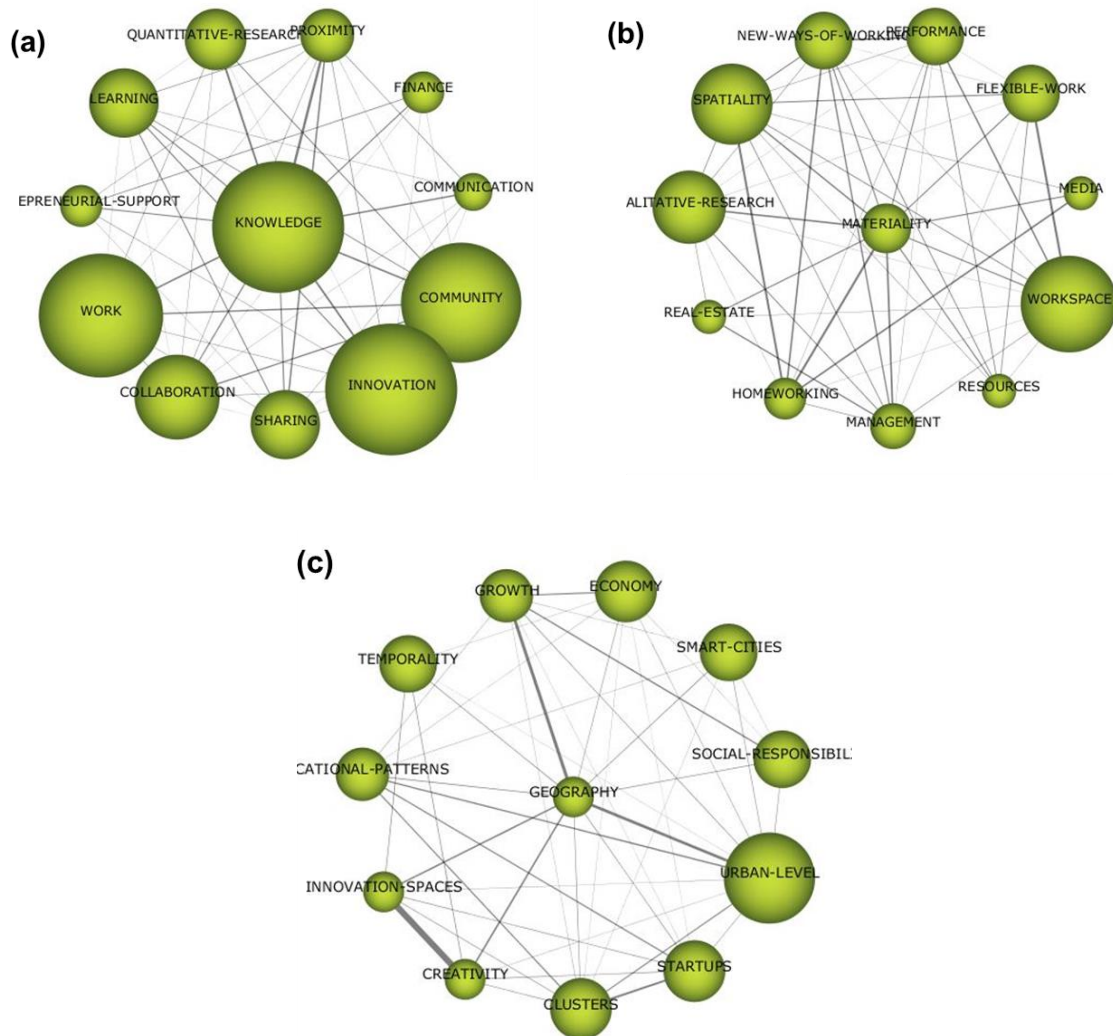 (a)
QUANTITATIVE-RESEARCH
PROXIMITY
LEARNING
FINANCE
EPRENEURIAL-SUPPORT
COMMUNICATION
KNOWLEDGE
WORK
COMMUNITY
COLLABORATION
INNOVATION
SHARING
(b)
NEW-WAYS-OF-WORKING
PERFORMANCE
SPATIALITY
FLEXIBLE-WORK
ALITATIVE-RESEARCH
MEDIA
MATERIALITY
REAL-ESTATE
WORKSPACE
HOMEWORKING
RESOURCES
MANAGEMENT
(c)
GROWTH
ECONOMY
TEMPORALITY
SMART-CITIES
CATIONAL-PATTERNS
SOCIAL-RESPONSIBILI
GEOGRAPHY
INNOVATION-SPACES
URBAN-LEVEL
CREATIVITY
STARTUPS
CLUSTERS